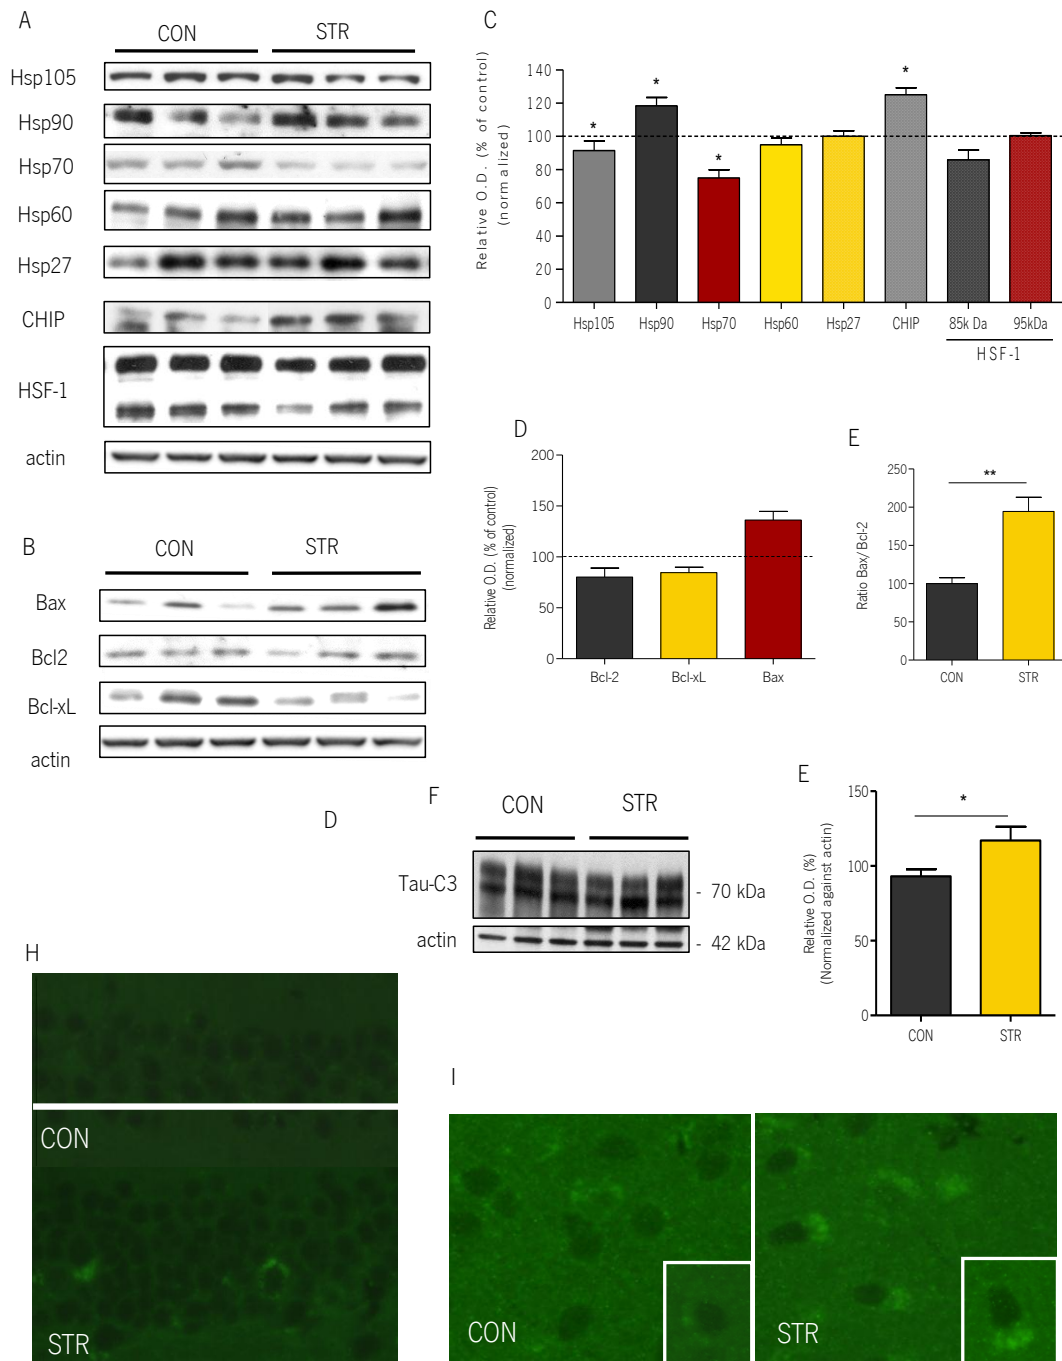 A
CON STR
Hsp105
Hsp90
Hsp70
Hsp60
Hsp27
CHIP
HSF-1
actin
C
Relative O.D. (% of control)
(normalized)
140
120
100
80
60
40
20
0
* * * *
Hsp105 Hsp90 Hsp70 Hsp60 Hsp27 CHIP 85k Da 95kDa
HSF-1
B
CON STR
Bax
Bcl2
Bcl-xL
actin
D
Relative O.D. (% of control)
(normalized)
200
150
100
50
0
Bcl-2 Bcl-xL Bax
E
Ratio Bax/Bcl-2
250
200
150
100
50
0
**
CON STR
D
F
CON STR
Tau-C3 - 70 kDa
actin - 42 kDa
E
Relative O.D. (%)
(Normalized against actin)
150
100
50
0
*
CON STR
H
CON
STR
I
CON STR